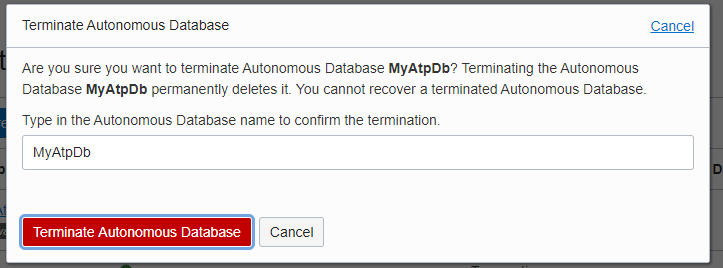 Terminate Autonomous Database
Cancel
Are you sure you want to terminate Autonomous Database MyAtpDb? Terminating the Autonomous
Database MyAtpDb permanently deletes it. You cannot recover a terminated Autonomous Database.
Type in the Autonomous Database name to confirm the termination.
MyAtpDb
Terminate Autonomous Database
Cancel